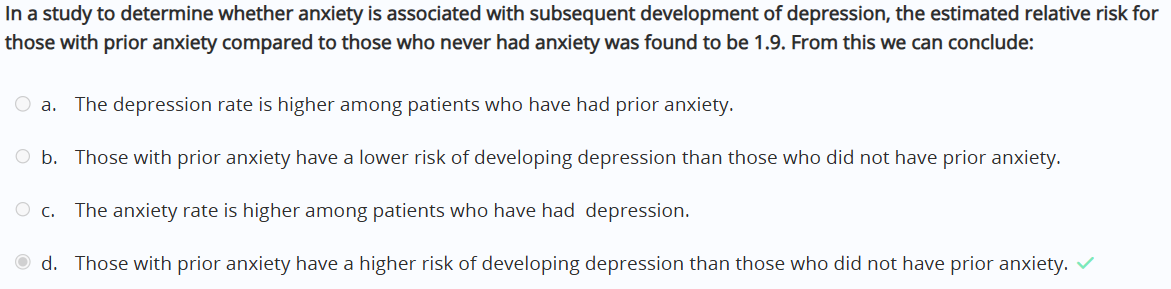 In a study to determine whether anxiety is associated with subsequent development of depression, the estimated relative risk for
those with prior anxiety compared to those who never had anxiety was found to be 1.9. From this we can conclude:
a. The depression rate is higher among patients who have had prior anxiety.
b. Those with prior anxiety have a lower risk of developing depression than those who did not have prior anxiety.
c. The anxiety rate is higher among patients who have had depression.
d. Those with prior anxiety have a higher risk of developing depression than those who did not have prior anxiety.